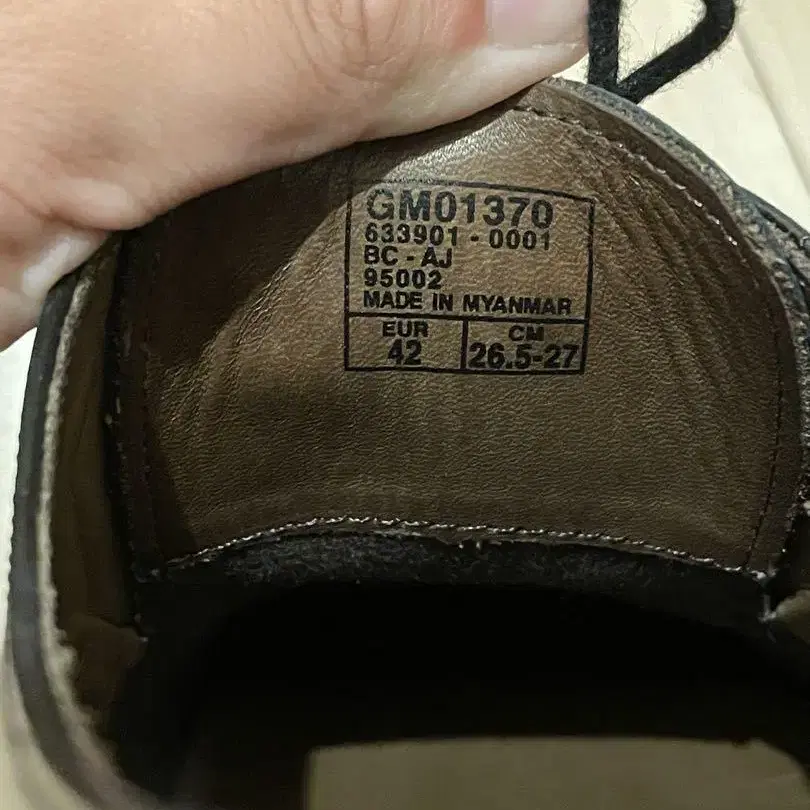 GM01370
633901 - 0001
BC - AJ
95002
MADE IN MYANMAR
EUR CM
42 26.5-27